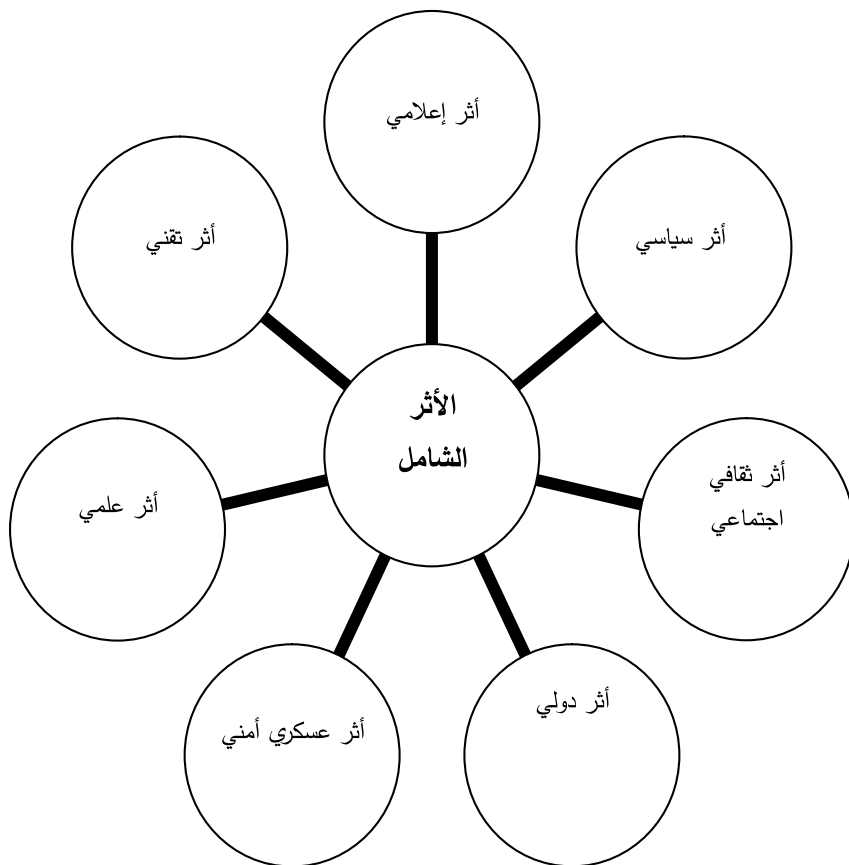 أثر إعلامي
أثر سياسي
أثر تقني
الأثر
الشامل
أثر ثقافي
اجتماعي
أثر علمي
أثر دولي
أثر عسكري أمني